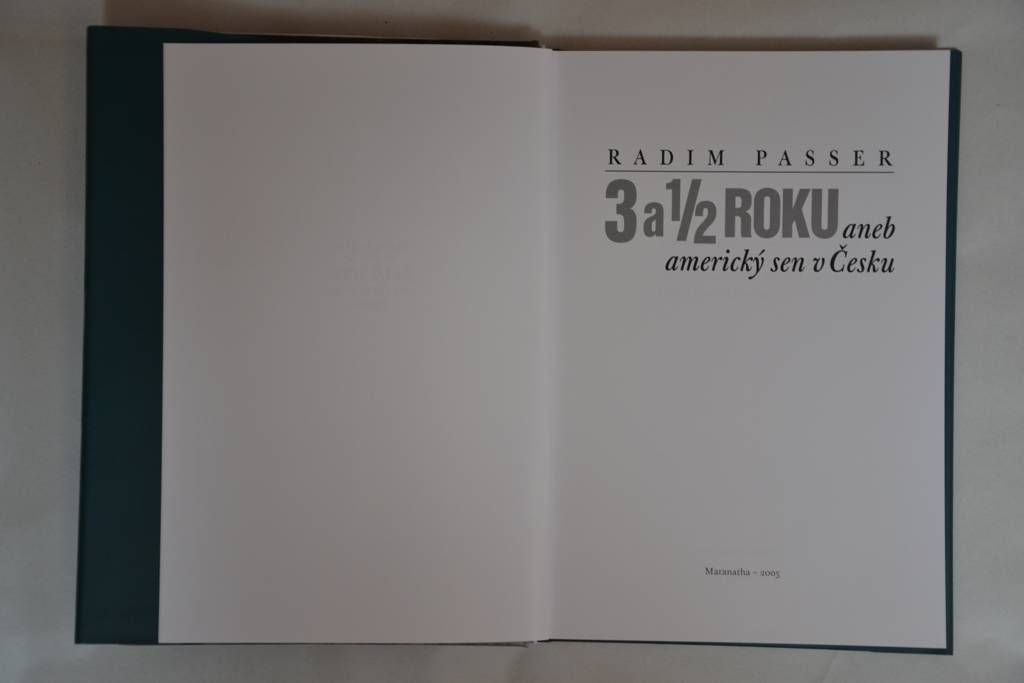 RADIM PASSER
3 a 1/2 ROKU aneb
americký sen v Česku
Maranatha – 2005